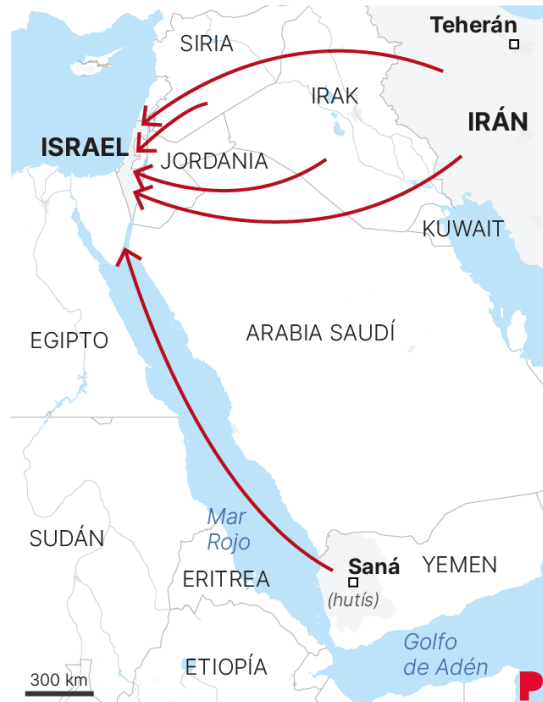 Teherán
SIRIA
IRAK
IRÁN
ISRAEL
JORDANIA
KUWAIT
EGIPTO
ARABIA SAUDÍ
Mar
Rojo
SUDÁN
Saná
YEMEN
(hutís)
ERITREA
Golfo
de Adén
ETIOPÍA
300 km
P